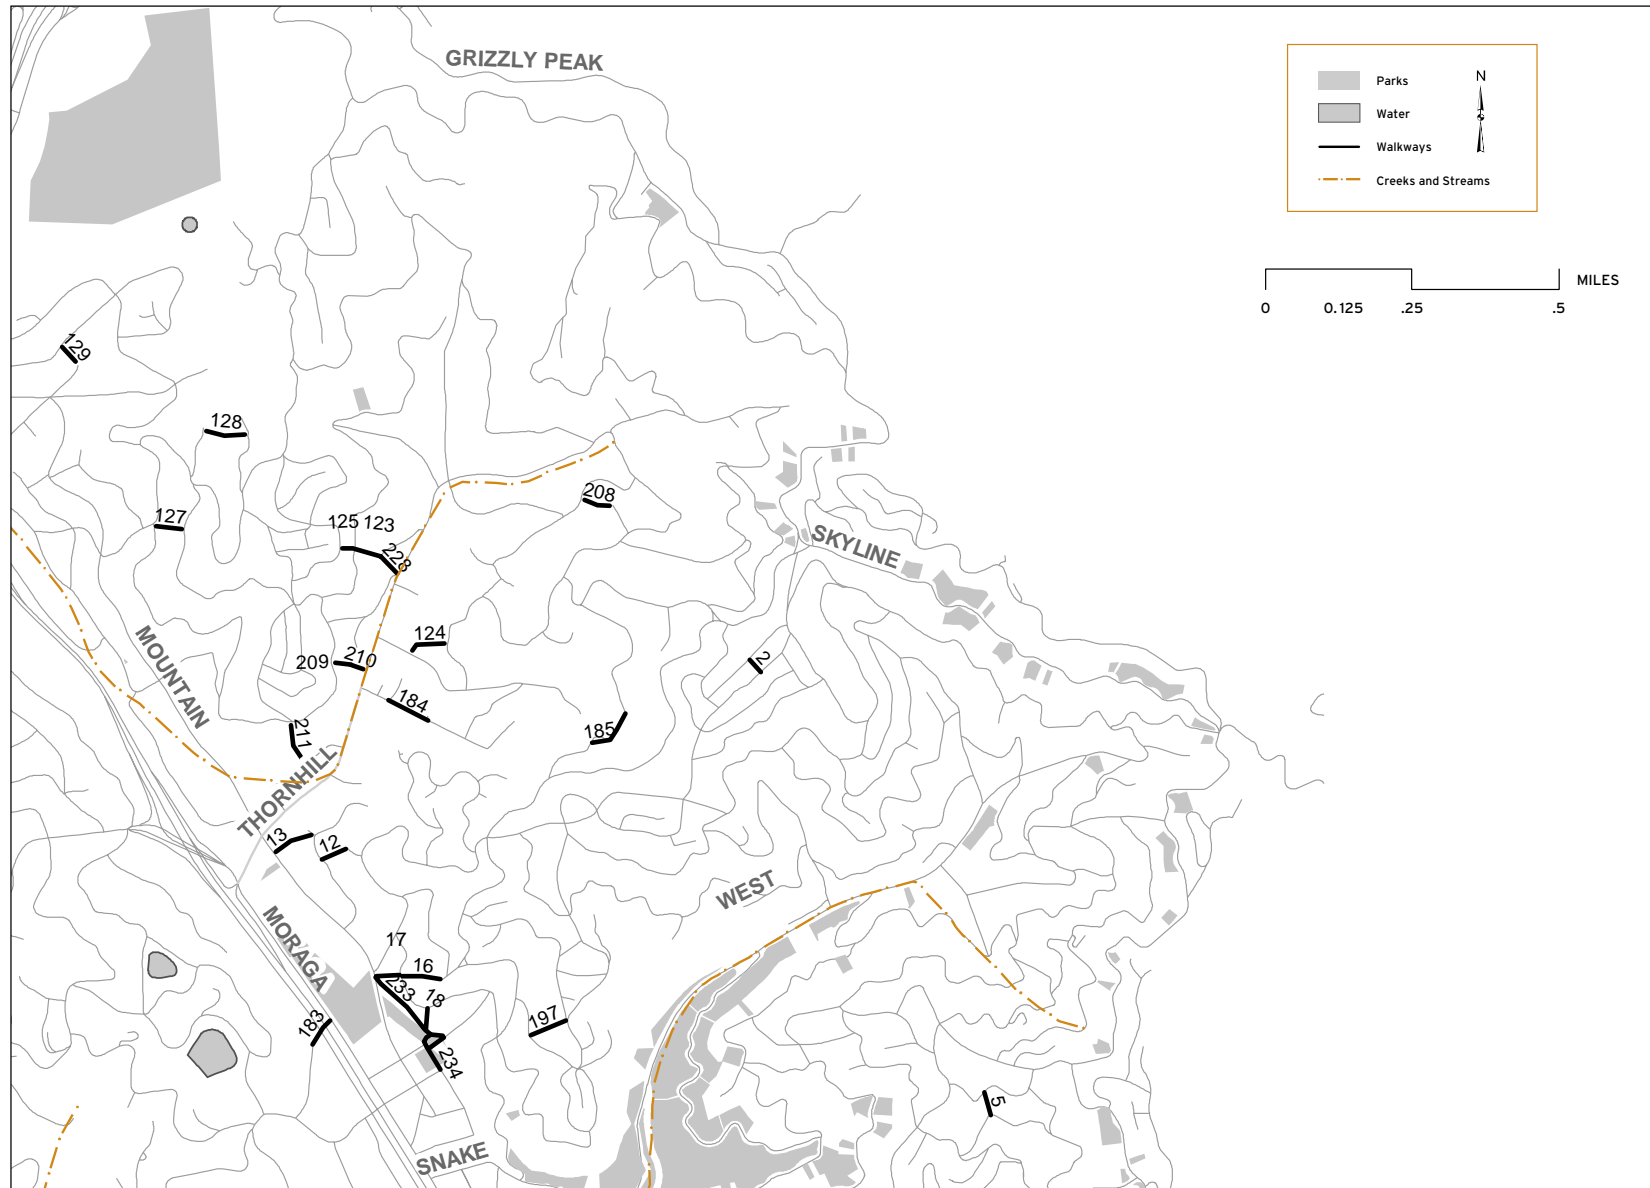 GRIZZLY PEAK
Parks
N
Water
Walkways
Creeks and Streams
MILES
0
0.125
.25
.5
129
128
127
125
123
228
208
SKYLINE
124
MOUNTAIN
209
210
2
184
211
185
THORNHILL
13
12
WEST
MORAGA
17
16
233
18
183
197
234
5
SNAKE